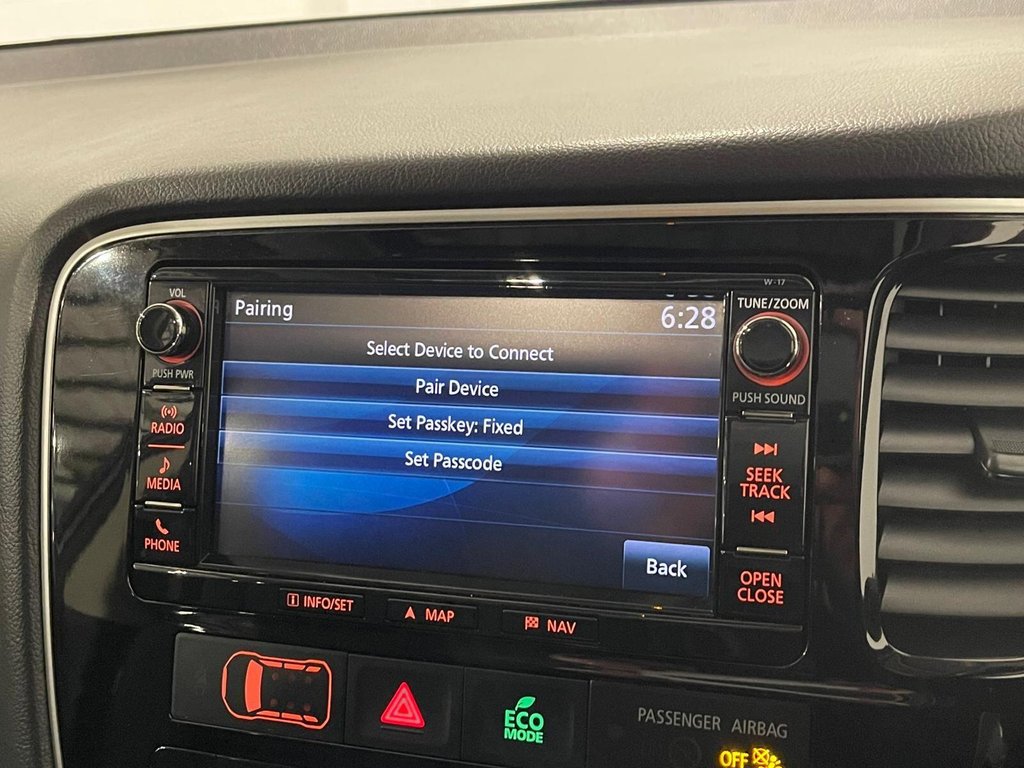 W-17
VOL
PUSH PWR
RADIO
MEDIA
PHONE
Pairing
6:28
Select Device to Connect
Pair Device
Set Passkey: Fixed
Set Passcode
Back
TUNE/ZOOM
PUSH SOUND
SEEK
TRACK
OPEN
CLOSE
INFO/SET
MAP
NAV
ECO
MODE
PASSENGER AIRBAG
OFF